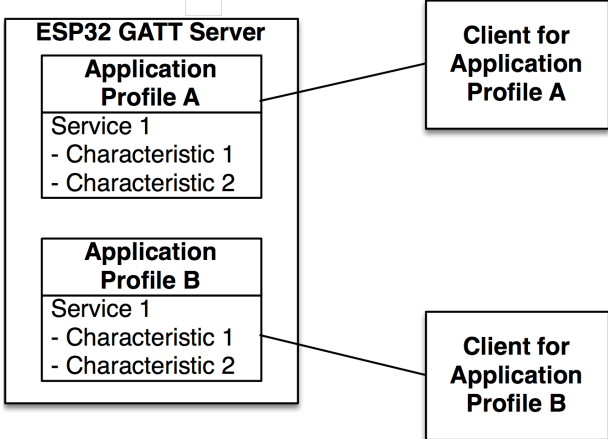 ESP32 GATT Server
Application
Profile A
Service 1
- Characteristic 1
- Characteristic 2
Client for
Application
Profile A
Application
Profile B
Service 1
- Characteristic 1
- Characteristic 2
Client for
Application
Profile B